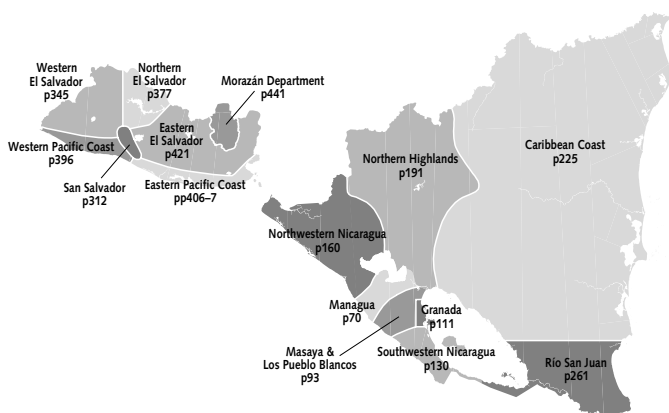 Western
El Salvador
p345
Northern
El Salvador
p377
Morazán Department
p441
Western Pacific Coast
p396
Eastern
El Salvador
p421
San Salvador
p312
Eastern Pacific Coast
pp406–7
Northern Highlands
p191
Caribbean Coast
p225
Northwestern Nicaragua
p160
Managua
p70
Granada
p111
Masaya &
Los Pueblo Blancos
p93
Southwestern Nicaragua
p130
Río San Juan
p261